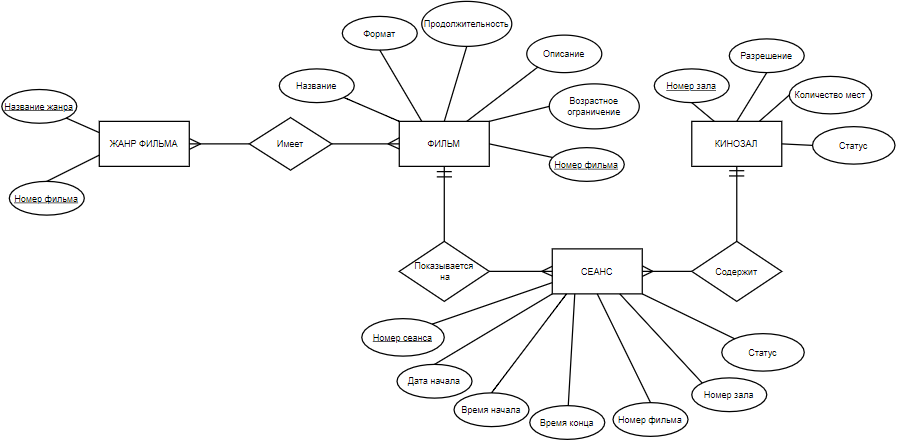 Продолжительность
Формат
Описание
Разрешение
Название
Номер зала
Количество мест
Название жанра
Возрастное
ограничение
ЖАНР ФИЛЬМА
Имеет
ФИЛЬМ
КИНОЗАЛ
Статус
Номер фильма
Номер фильма
Показывается
на
СЕАНС
Содержит
Номер сеанса
Статус
Дата начала
Номер зала
Время начала
Время конца
Номер фильма